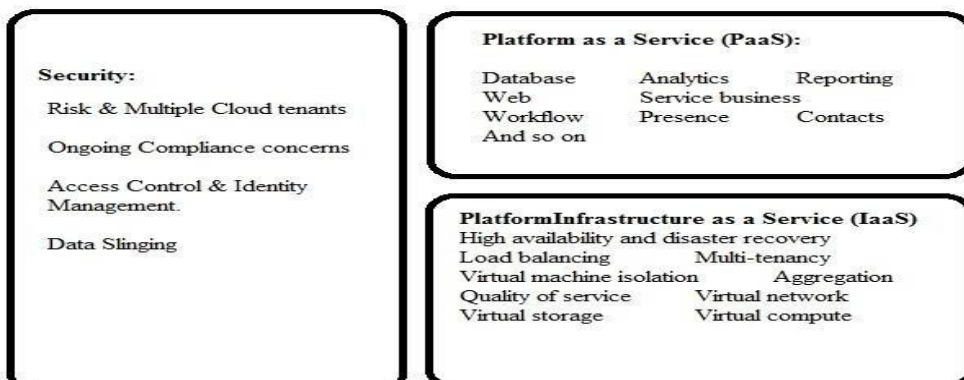 Security:
Risk & Multiple Cloud tenants
Ongoing Compliance concerns
Access Control & Identity
Management.
Data Slinging
Platform as a Service (PaaS):
Database Analytics Reporting
Web Service business
Workflow Presence Contacts
And so on
PlatformInfrastructure as a Service (IaaS)
High availability and disaster recovery
Load balancing Multi-tenancy
Virtual machine isolation Aggregation
Quality of service Virtual network
Virtual storage Virtual compute